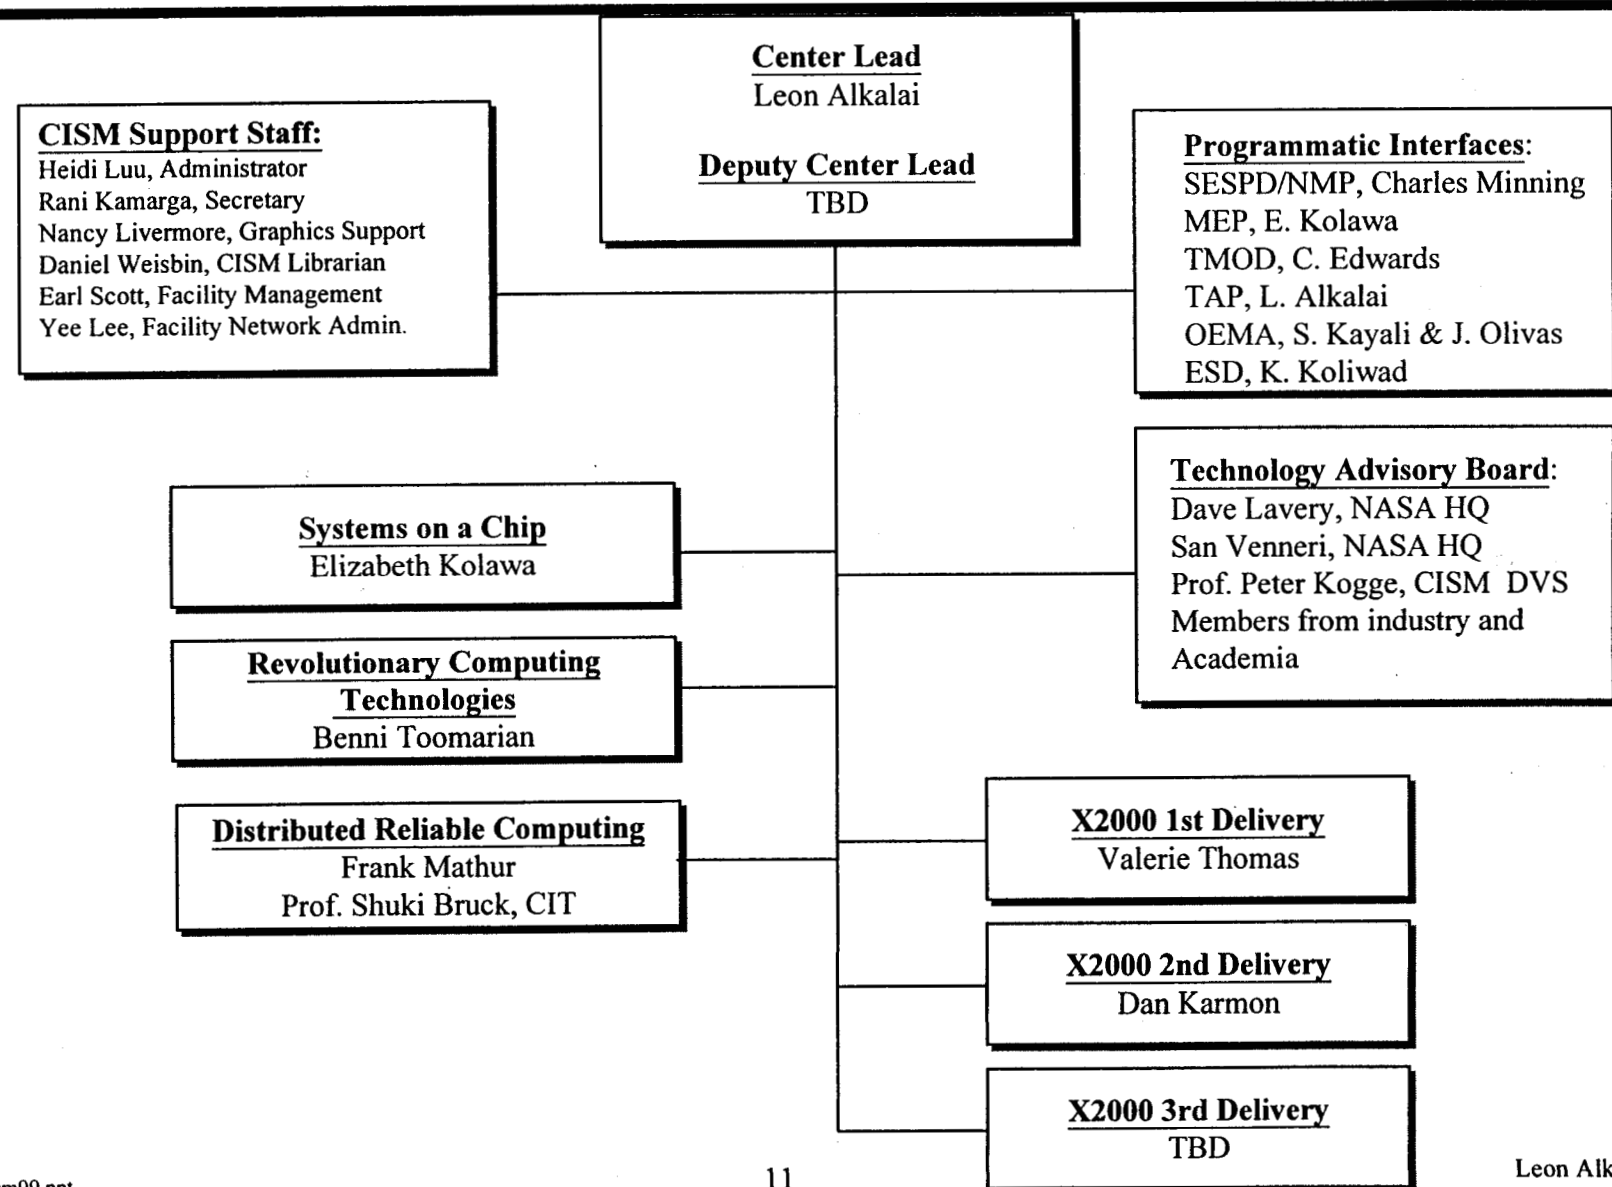 Center Lead
Leon Alkalai
Deputy Center Lead
TBD
CISM Support Staff:
Heidi Luu, Administrator
Rani Kamarga, Secretary
Nancy Livermore, Graphics Support
Daniel Weisbin, CISM Librarian
Earl Scott, Facility Management
Yee Lee, Facility Network Admin.
Programmatic Interfaces:
SESPD/NMP, Charles Minning
MEP, E. Kolawa
TMOD, C. Edwards
TAP, L. Alkalai
OEMA, S. Kayali & J. Olivas
ESD, K. Koliwad
Technology Advisory Board:
Dave Lavery, NASA HQ
San Venneri, NASA HQ
Prof. Peter Kogge, CISM DVS
Members from industry and
Academia
Systems on a Chip
Elizabeth Kolawa
Revolutionary Computing
Technologies
Benni Toomarian
Distributed Reliable Computing
Frank Mathur
Prof. Shuki Bruck, CIT
X2000 1st Delivery
Valerie Thomas
X2000 2nd Delivery
Dan Karmon
X2000 3rd Delivery
TBD
11
Leon Alk